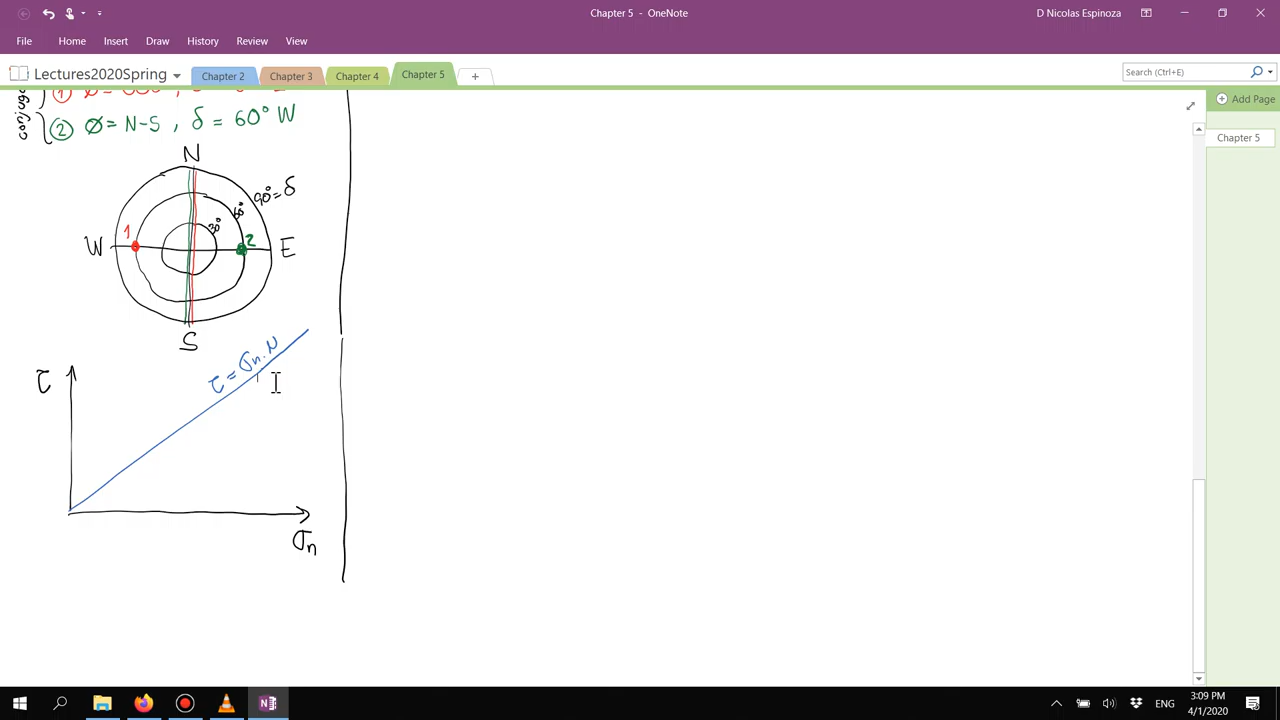 Chapter 5 - OneNote
D Nicolas Espinoza
File Home Insert Draw History Review View
Lectures2020Spring
Chapter 2 Chapter 3 Chapter 4 Chapter 5
Search (Ctrl+E)
Add Page
Chapter 5
① Ø =
② Ø = N-S , δ = 60° W
N
90° = δ
60°
30°
1
2
W
E
S
τ = σn·N
τ
σn
ENG
3:09 PM
4/1/2020